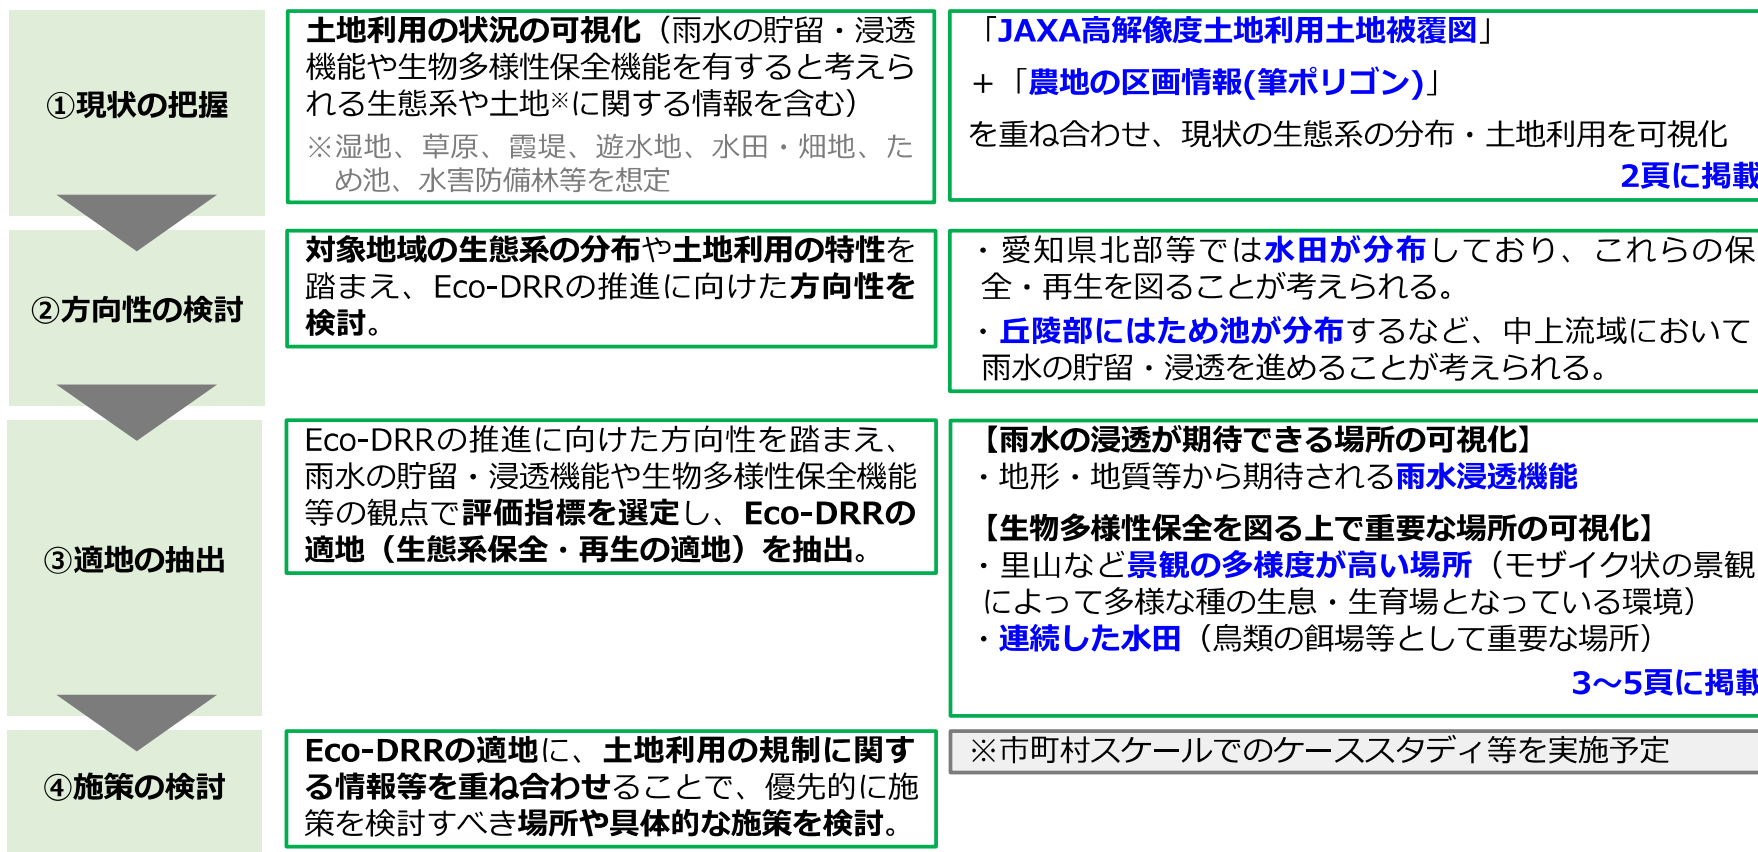 ①現状の把握
土地利用の状況の可視化（雨水の貯留・浸透
機能や生物多様性保全機能を有すると考えら
れる生態系や土地※に関する情報を含む）
※湿地、草原、霞堤、遊水地、水田・畑地、た
め池、水害防備林等を想定
「JAXA高解像度土地利用土地被覆図」
＋「農地の区画情報(筆ポリゴン)」
を重ね合わせ、現状の生態系の分布・土地利用を可視化
2頁に掲載
②方向性の検討
対象地域の生態系の分布や土地利用の特性を
踏まえ、Eco-DRRの推進に向けた方向性を
検討。
・愛知県北部等では水田が分布しており、これらの保
全・再生を図ることが考えられる。
・丘陵部にはため池が分布するなど、中上流域において
雨水の貯留・浸透を進めることが考えられる。
③適地の抽出
Eco-DRRの推進に向けた方向性を踏まえ、
雨水の貯留・浸透機能や生物多様性保全機能
等の観点で評価指標を選定し、Eco-DRRの
適地（生態系保全・再生の適地）を抽出。
【雨水の浸透が期待できる場所の可視化】
・地形・地質等から期待される雨水浸透機能
【生物多様性保全を図る上で重要な場所の可視化】
・里山など景観の多様度が高い場所（モザイク状の景観
によって多様な種の生息・生育場となっている環境）
・連続した水田（鳥類の餌場等として重要な場所）
3～5頁に掲載
④施策の検討
Eco-DRRの適地に、土地利用の規制に関す
る情報等を重ね合わせることで、優先的に施
策を検討すべき場所や具体的な施策を検討。
※市町村スケールでのケーススタディ等を実施予定